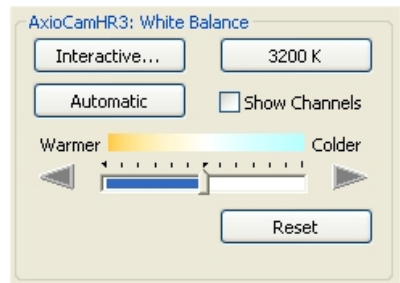 AxioCamHR3: White Balance
Interactive... 3200 K
Automatic Show Channels
Warmer Colder
Reset